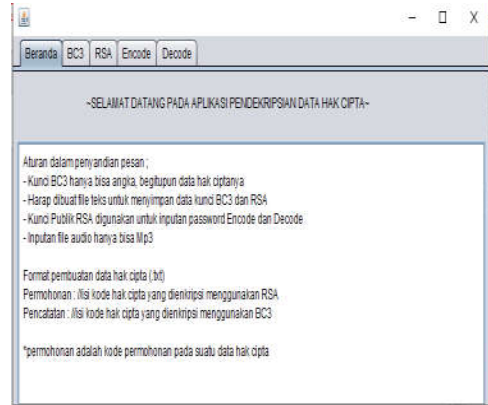 Beranda BC3 RSA Encode Decode
~SELAMAT DATANG PADA APLIKASI PENDEKRIPSIAN DATA HAK CIPTA~
Aturan dalam penyandian pesan ;
- Kunci BC3 hanya bisa angka, begitupun data hak ciptanya
- Harap dibuat file teks untuk menyimpan data kunci BC3 dan RSA
- Kunci Publik RSA digunakan untuk inputan password Encode dan Decode
- Inputan file audio hanya bisa Mp3
Format pembuatan data hak cipta (.txt)
Permohonan : //isi kode hak cipta yang dienkripsi menggunakan RSA
Pencatatan : //isi kode hak cipta yang dienkripsi menggunakan BC3
*permohonan adalah kode permohonan pada suatu data hak cipta